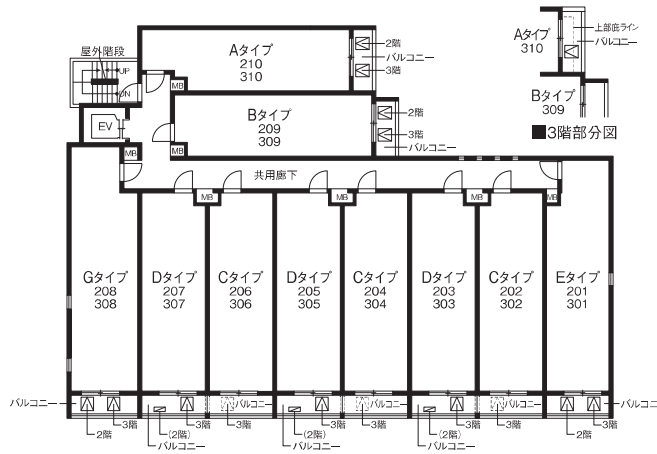 屋外階段
UP
DN
EV
MB
Aタイプ
210
310
2階
バルコニー
3階
MB
Bタイプ
209
309
2階
3階
バルコニー
Aタイプ
310
上部庇ライン
バルコニー
Bタイプ
309
■3階部分図
共用廊下
MB
MB
MB
MB
MB
MB
Gタイプ
208
308
Dタイプ
207
307
Cタイプ
206
306
Dタイプ
205
305
Cタイプ
204
304
Dタイプ
203
303
Cタイプ
202
302
Eタイプ
201
301
バルコニー
2階
3階
(2階)
バルコニー
3階
バルコニー
3階
(2階)
バルコニー
3階
バルコニー
3階
(2階)
バルコニー
3階
バルコニー
3階
2階
3階
バルコニー